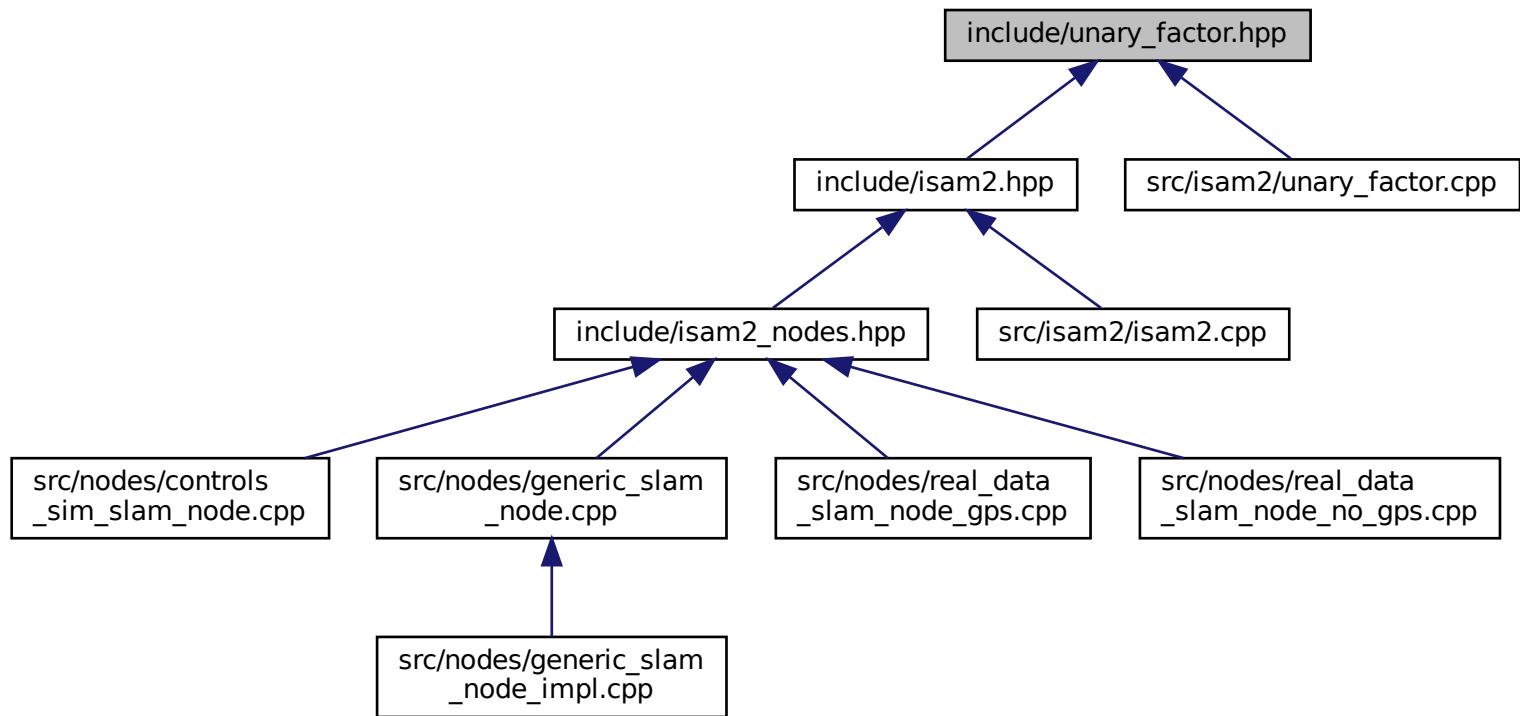 include/unary_factor.hpp
include/isam2.hpp
src/isam2/unary_factor.cpp
include/isam2_nodes.hpp
src/isam2/isam2.cpp
src/nodes/controls
_sim_slam_node.cpp
src/nodes/generic_slam
_node.cpp
src/nodes/real_data
_slam_node_gps.cpp
src/nodes/real_data
_slam_node_no_gps.cpp
src/nodes/generic_slam
_node_impl.cpp